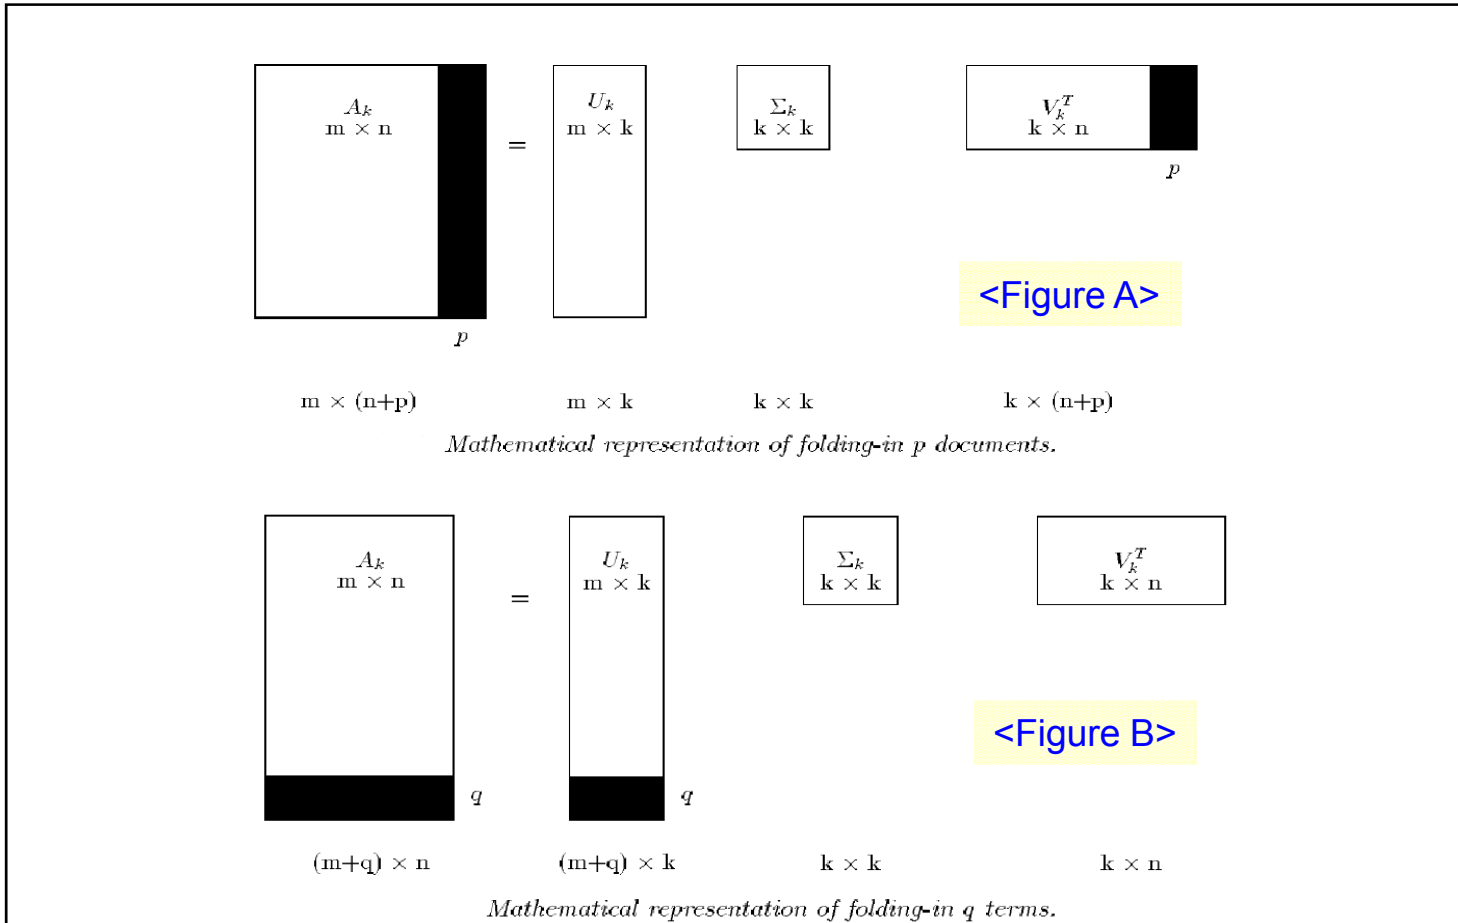 A_k U_k Σ_k V_k^T
m × n = m × k k × k k × n
p
<Figure A>
p
m × (n+p) m × k k × k k × (n+p)
Mathematical representation of folding-in p documents.
A_k U_k Σ_k V_k^T
m × n = m × k k × k k × n
<Figure B>
q q
(m+q) × n (m+q) × k k × k k × n
Mathematical representation of folding-in q terms.